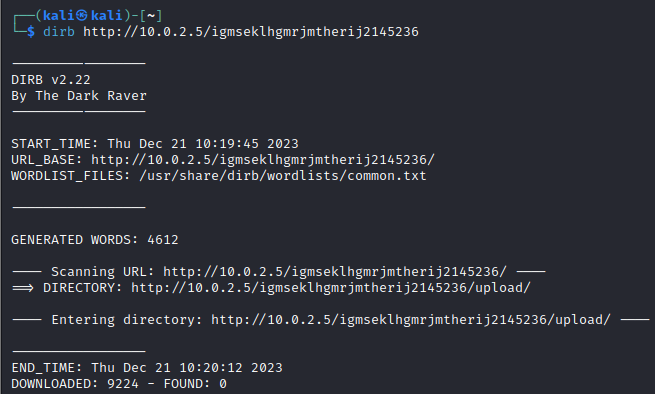 ┌──(kali㉿kali)-[~]
└─$ dirb http://10.0.2.5/igmseklhgmrjmtherij2145236
-----------------
DIRB v2.22
By The Dark Raver
-----------------
START_TIME: Thu Dec 21 10:19:45 2023
URL_BASE: http://10.0.2.5/igmseklhgmrjmtherij2145236/
WORDLIST_FILES: /usr/share/dirb/wordlists/common.txt
-----------------
GENERATED WORDS: 4612
---- Scanning URL: http://10.0.2.5/igmseklhgmrjmtherij2145236/ ----
==> DIRECTORY: http://10.0.2.5/igmseklhgmrjmtherij2145236/upload/
---- Entering directory: http://10.0.2.5/igmseklhgmrjmtherij2145236/upload/ ----
-----------------
END_TIME: Thu Dec 21 10:20:12 2023
DOWNLOADED: 9224 - FOUND: 0